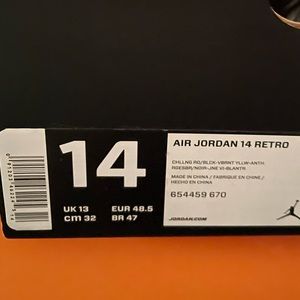 14
AIR JORDAN 14 RETRO
CHLLNG RD/BLCK-VBRNT YLLW-ANTH
RGESBR/NOIR-JNE VI-BLANTR
MADE IN CHINA / FABRIQUE EN CHINE /
HECHO EN CHINA
UK 13 EUR 48.5
CM 32 BR 47
654459 670
JORDAN.COM